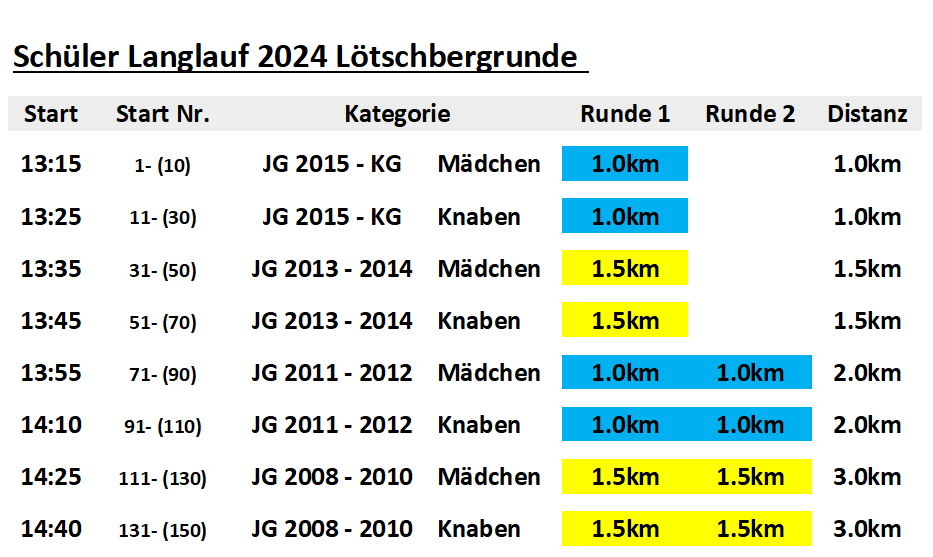 Schüler Langlauf 2024 Lötschbergrunde
Start Start Nr. Kategorie Runde 1 Runde 2 Distanz
13:15 1- (10) JG 2015 - KG Mädchen 1.0km 1.0km
13:25 11- (30) JG 2015 - KG Knaben 1.0km 1.0km
13:35 31- (50) JG 2013 - 2014 Mädchen 1.5km 1.5km
13:45 51- (70) JG 2013 - 2014 Knaben 1.5km 1.5km
13:55 71- (90) JG 2011 - 2012 Mädchen 1.0km 1.0km 2.0km
14:10 91- (110) JG 2011 - 2012 Knaben 1.0km 1.0km 2.0km
14:25 111- (130) JG 2008 - 2010 Mädchen 1.5km 1.5km 3.0km
14:40 131- (150) JG 2008 - 2010 Knaben 1.5km 1.5km 3.0km